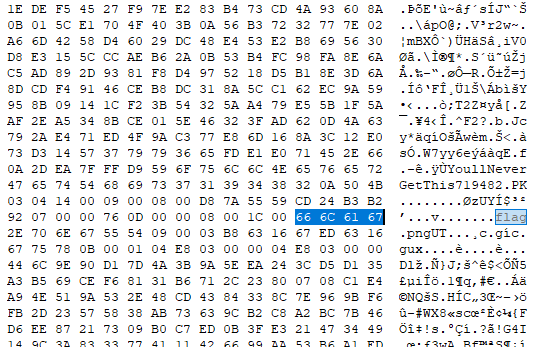 1E DE F5 45 27 F9 7E E2 83 B4 73 CD 4A 93 60 8A .ÞõE'ù~âƒ´sÍJ“`Š
0B 01 5C E1 70 4F 40 3B 0A 56 B3 72 32 77 7E 02 ..\ápO@;.V³r2w~.
A6 6D 42 58 D4 60 29 DC 48 E4 53 E2 B8 69 56 30 ¦mBXÔ`)ÜHäSâ¸iV0
D8 E3 15 5C CC AE B6 2A 0B 53 B4 FC 98 FA 8E 6A Øã.\Ì®¶*.S´ü˜úŽj
C5 AD 89 2D 93 81 F8 D4 97 52 18 D5 B1 8E 3D 6A Å.‰-“.øÔ—R.Õ±Ž=j
8D CD F4 91 46 CE B8 DC 31 8A 5C C1 62 EC 9A 59 .Íô‘FÎ¸Ü1Š\ÁbìšY
95 8B 09 14 1C F2 3B 54 32 5A A4 79 E5 5B 1F 5A •‹...ò;T2Z¤yå[.Z
AF 2E A5 34 8B CE 01 5E 46 32 3F AD 62 0D 4A 63 ¯.¥4‹Î.^F2?.b.Jc
79 2A E4 71 ED 4F 9A C3 77 E8 6D 16 8A 3C 12 E0 y*äqíOšÃwèm.Š<.à
73 D3 14 57 37 79 79 36 65 FD E1 E0 71 45 2E 66 sÓ.W7yy6eýáàqE.f
0A 2D EA 7F FF D9 59 6F 75 6C 6C 4E 65 76 65 72 .-ê.ÿÙYoullNever
47 65 74 54 68 69 73 37 31 39 34 38 32 0A 50 4B GetThis719482.PK
03 04 14 00 09 00 08 00 D8 7A 55 59 CD 24 B3 B2 ........ØzUYÍ$³²
92 07 00 00 76 0D 00 00 08 00 1C 00 66 6C 61 67 ’...v.......flag
2E 70 6E 67 55 54 09 00 03 B8 63 16 67 ED 63 16 .pngUT...¸c.gíc.
67 75 78 0B 00 01 04 E8 03 00 00 04 E8 03 00 00 gux....è....è...
44 6C 9E 90 D1 7D 4A 3B 9A 5E EA 24 3C D5 D1 35 Dlž.Ñ}J;š^ê$<ÕÑ5
A3 B5 69 CE F6 81 31 B6 71 2C 23 80 07 08 C1 E4 £µiÎö.1¶q,#€..Áä
A9 4E 51 9A 53 2E 48 CD 43 84 33 8C 7E 96 9B F6 ©NQšS.HÍC„3Œ~–›ö
FB 2D 23 57 58 38 AB 73 63 9C B2 C8 A2 BC 7B 46 û-#WX8«scœ²È¢¼{F
D6 EE 87 21 73 09 B0 C7 ED 0B 3F E3 21 47 34 49 Öî‡!s.°Çí.?ã!G4I